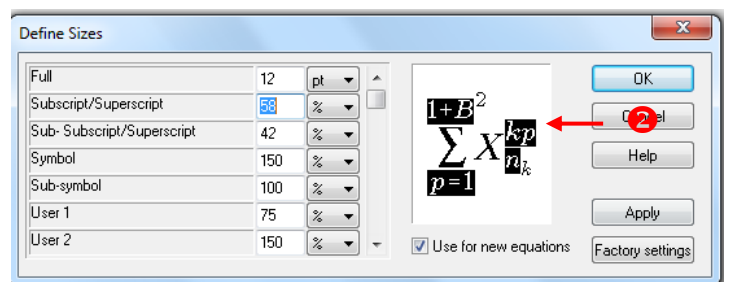 Define Sizes
Full 12 pt
Subscript/Superscript 58 %
Sub- Subscript/Superscript 42 %
Symbol 150 %
Sub-symbol 100 %
User 1 75 %
User 2 150 %
1+B²
∑ X kp
n k
p=1
Use for new equations
OK
2
Help
Apply
Factory settings